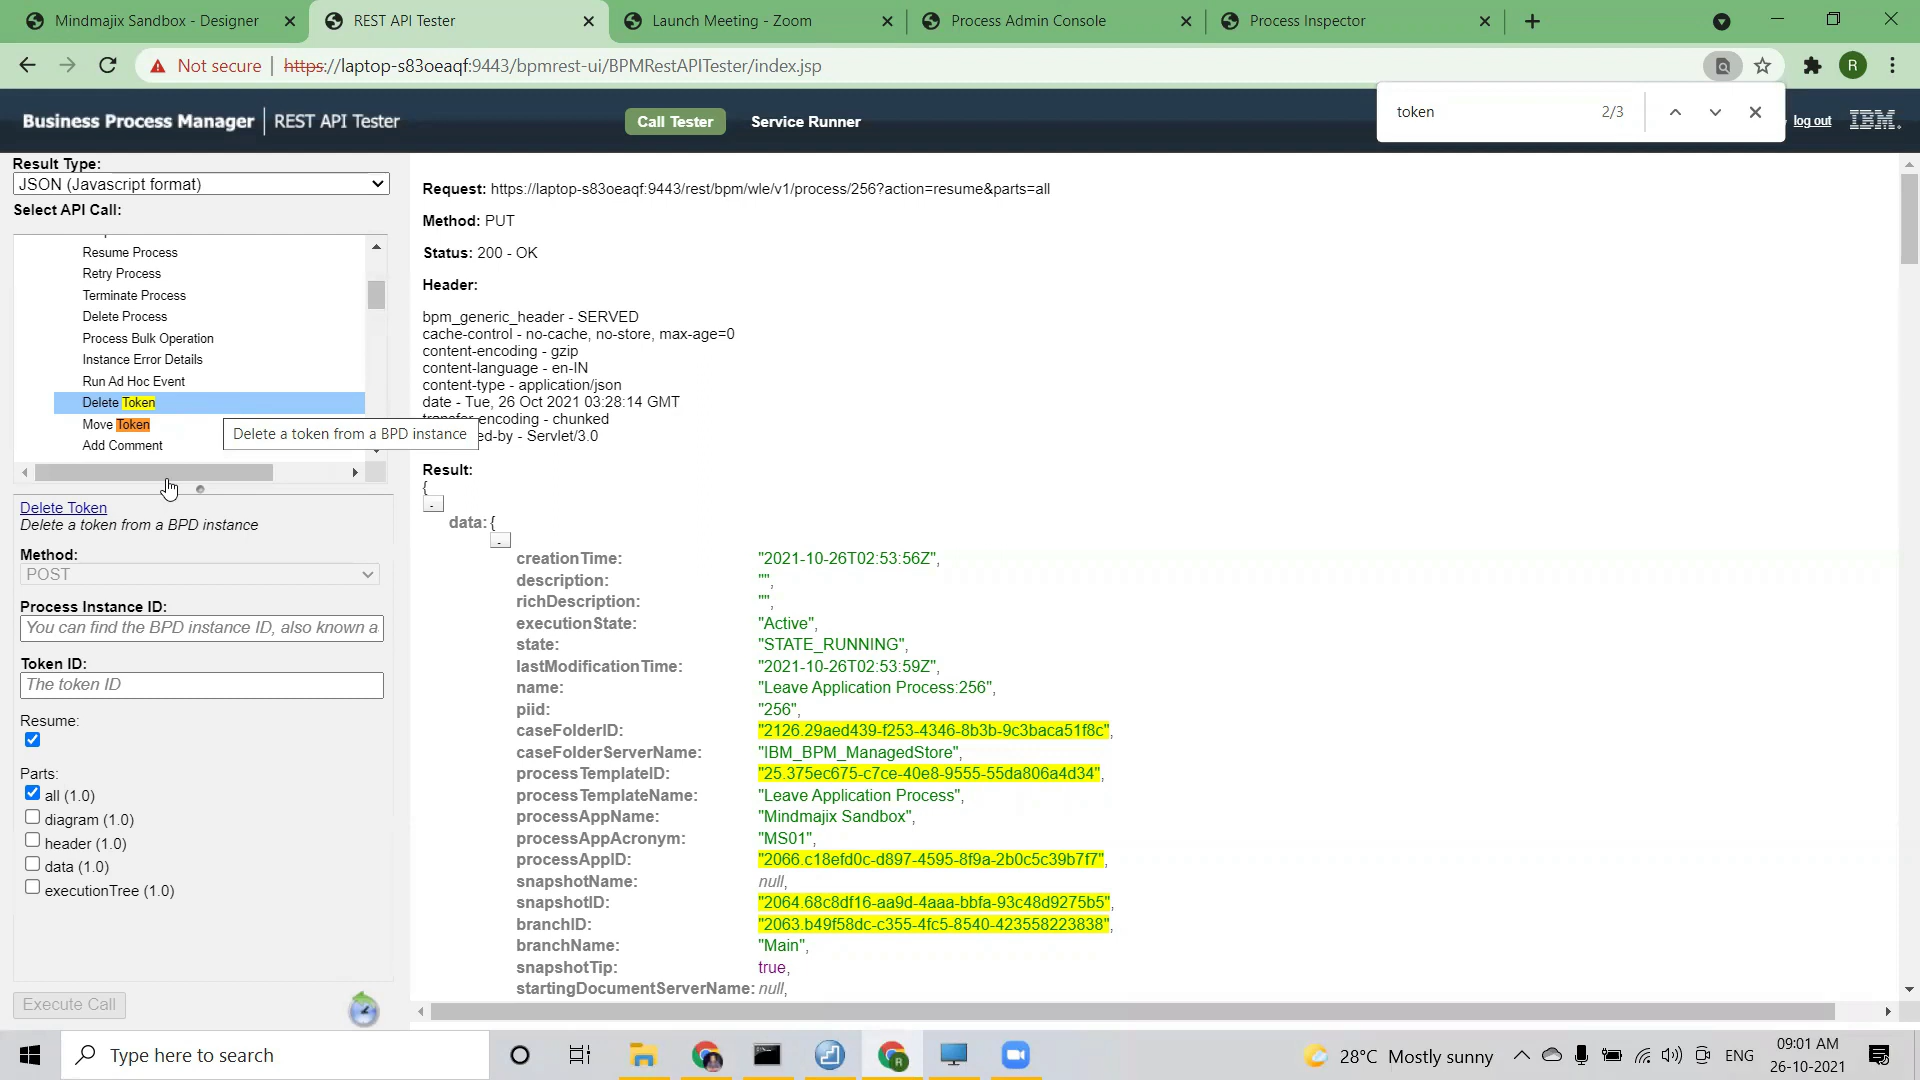 Mindmajix Sandbox - Designer
REST API Tester
Launch Meeting - Zoom
Process Admin Console
Process Inspector
Not secure | https://laptop-s83oeaqf:9443/bpmrest-ui/BPMRestAPITester/index.jsp
R
token 2/3
Business Process Manager | REST API Tester
Call Tester
Service Runner
log out
IBM.
Result Type:
JSON (Javascript format)
Select API Call:
Resume Process
Retry Process
Terminate Process
Delete Process
Process Bulk Operation
Instance Error Details
Run Ad Hoc Event
Delete Token
Move Token
Add Comment
Delete a token from a BPD instance
Delete Token
Delete a token from a BPD instance
Method:
POST
Process Instance ID:
You can find the BPD instance ID, also known a
Token ID:
The token ID
Resume:
Parts:
all (1.0)
diagram (1.0)
header (1.0)
data (1.0)
executionTree (1.0)
Execute Call
Request: https://laptop-s83oeaqf:9443/rest/bpm/wle/v1/process/256?action=resume&parts=all
Method: PUT
Status: 200 - OK
Header:
bpm_generic_header - SERVED
cache-control - no-cache, no-store, max-age=0
content-encoding - gzip
content-language - en-IN
content-type - application/json
date - Tue, 26 Oct 2021 03:28:14 GMT
transfer-encoding - chunked
ed-by - Servlet/3.0
Result:
{
-
data: {
-
creationTime: "2021-10-26T02:53:56Z",
description: "",
richDescription: "",
executionState: "Active",
state: "STATE_RUNNING",
lastModificationTime: "2021-10-26T02:53:59Z",
name: "Leave Application Process:256",
piid: "256",
caseFolderID: "2126.29aed439-f253-4346-8b3b-9c3baca51f8c",
caseFolderServerName: "IBM_BPM_ManagedStore",
processTemplateID: "25.375ec675-c7ce-40e8-9555-55da806a4d34",
processTemplateName: "Leave Application Process",
processAppName: "Mindmajix Sandbox",
processAppAcronym: "MS01",
processAppID: "2066.c18efd0c-d897-4595-8f9a-2b0c5c39b7f7",
snapshotName: null,
snapshotID: "2064.68c8df16-aa9d-4aaa-bbfa-93c48d9275b5",
branchID: "2063.b49f58dc-c355-4fc5-8540-423558223838",
branchName: "Main",
snapshotTip: true,
startingDocumentServerName: null,
Type here to search
R
28°C Mostly sunny
ENG
09:01 AM
26-10-2021